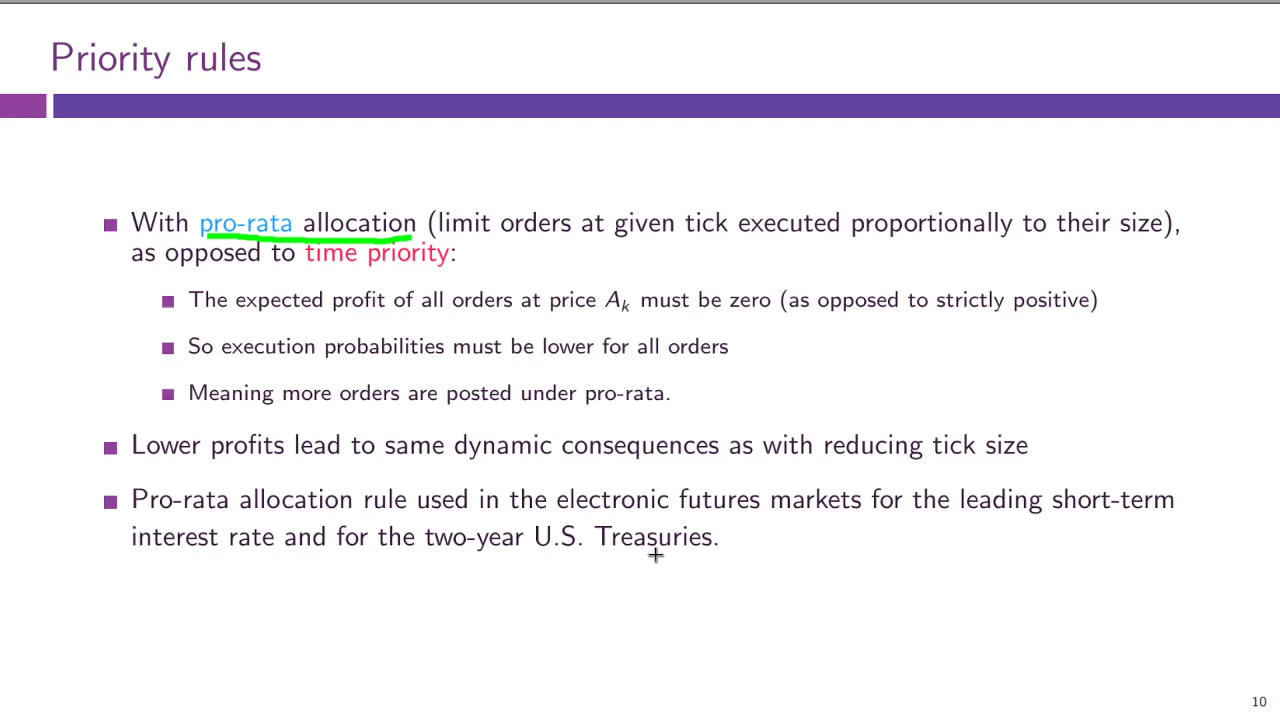 Priority rules
With pro-rata allocation (limit orders at given tick executed proportionally to their size),
as opposed to time priority:
The expected profit of all orders at price Ak must be zero (as opposed to strictly positive)
So execution probabilities must be lower for all orders
Meaning more orders are posted under pro-rata.
Lower profits lead to same dynamic consequences as with reducing tick size
Pro-rata allocation rule used in the electronic futures markets for the leading short-term
interest rate and for the two-year U.S. Treasuries.
10